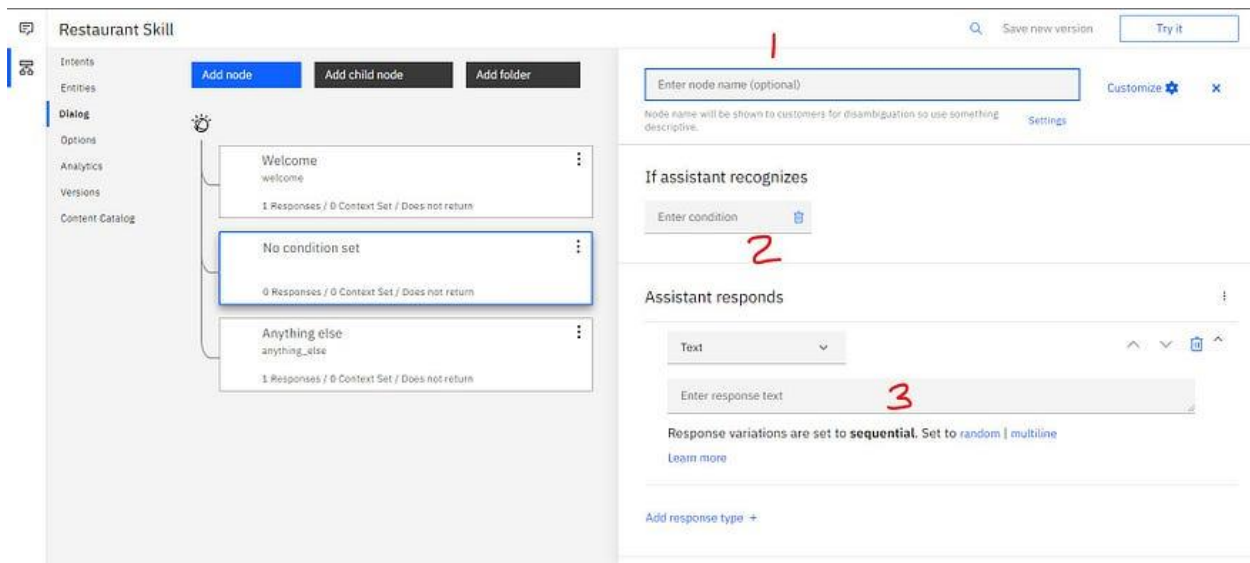 Restaurant Skill
Save new version
Try it
Intents
Entities
Dialog
Options
Analytics
Versions
Content Catalog
Add node
Add child node
Add folder
Welcome
welcome
1 Responses / 0 Context Set / Does not return
No condition set
0 Responses / 0 Context Set / Does not return
Anything else
anything_else
1 Responses / 0 Context Set / Does not return
1
Enter node name (optional)
Customize
Node name will be shown to customers for disambiguation so use something
descriptive.
Settings
If assistant recognizes
Enter condition
2
Assistant responds
Text
Enter response text
3
Response variations are set to sequential. Set to random | multiline
Learn more
Add response type +